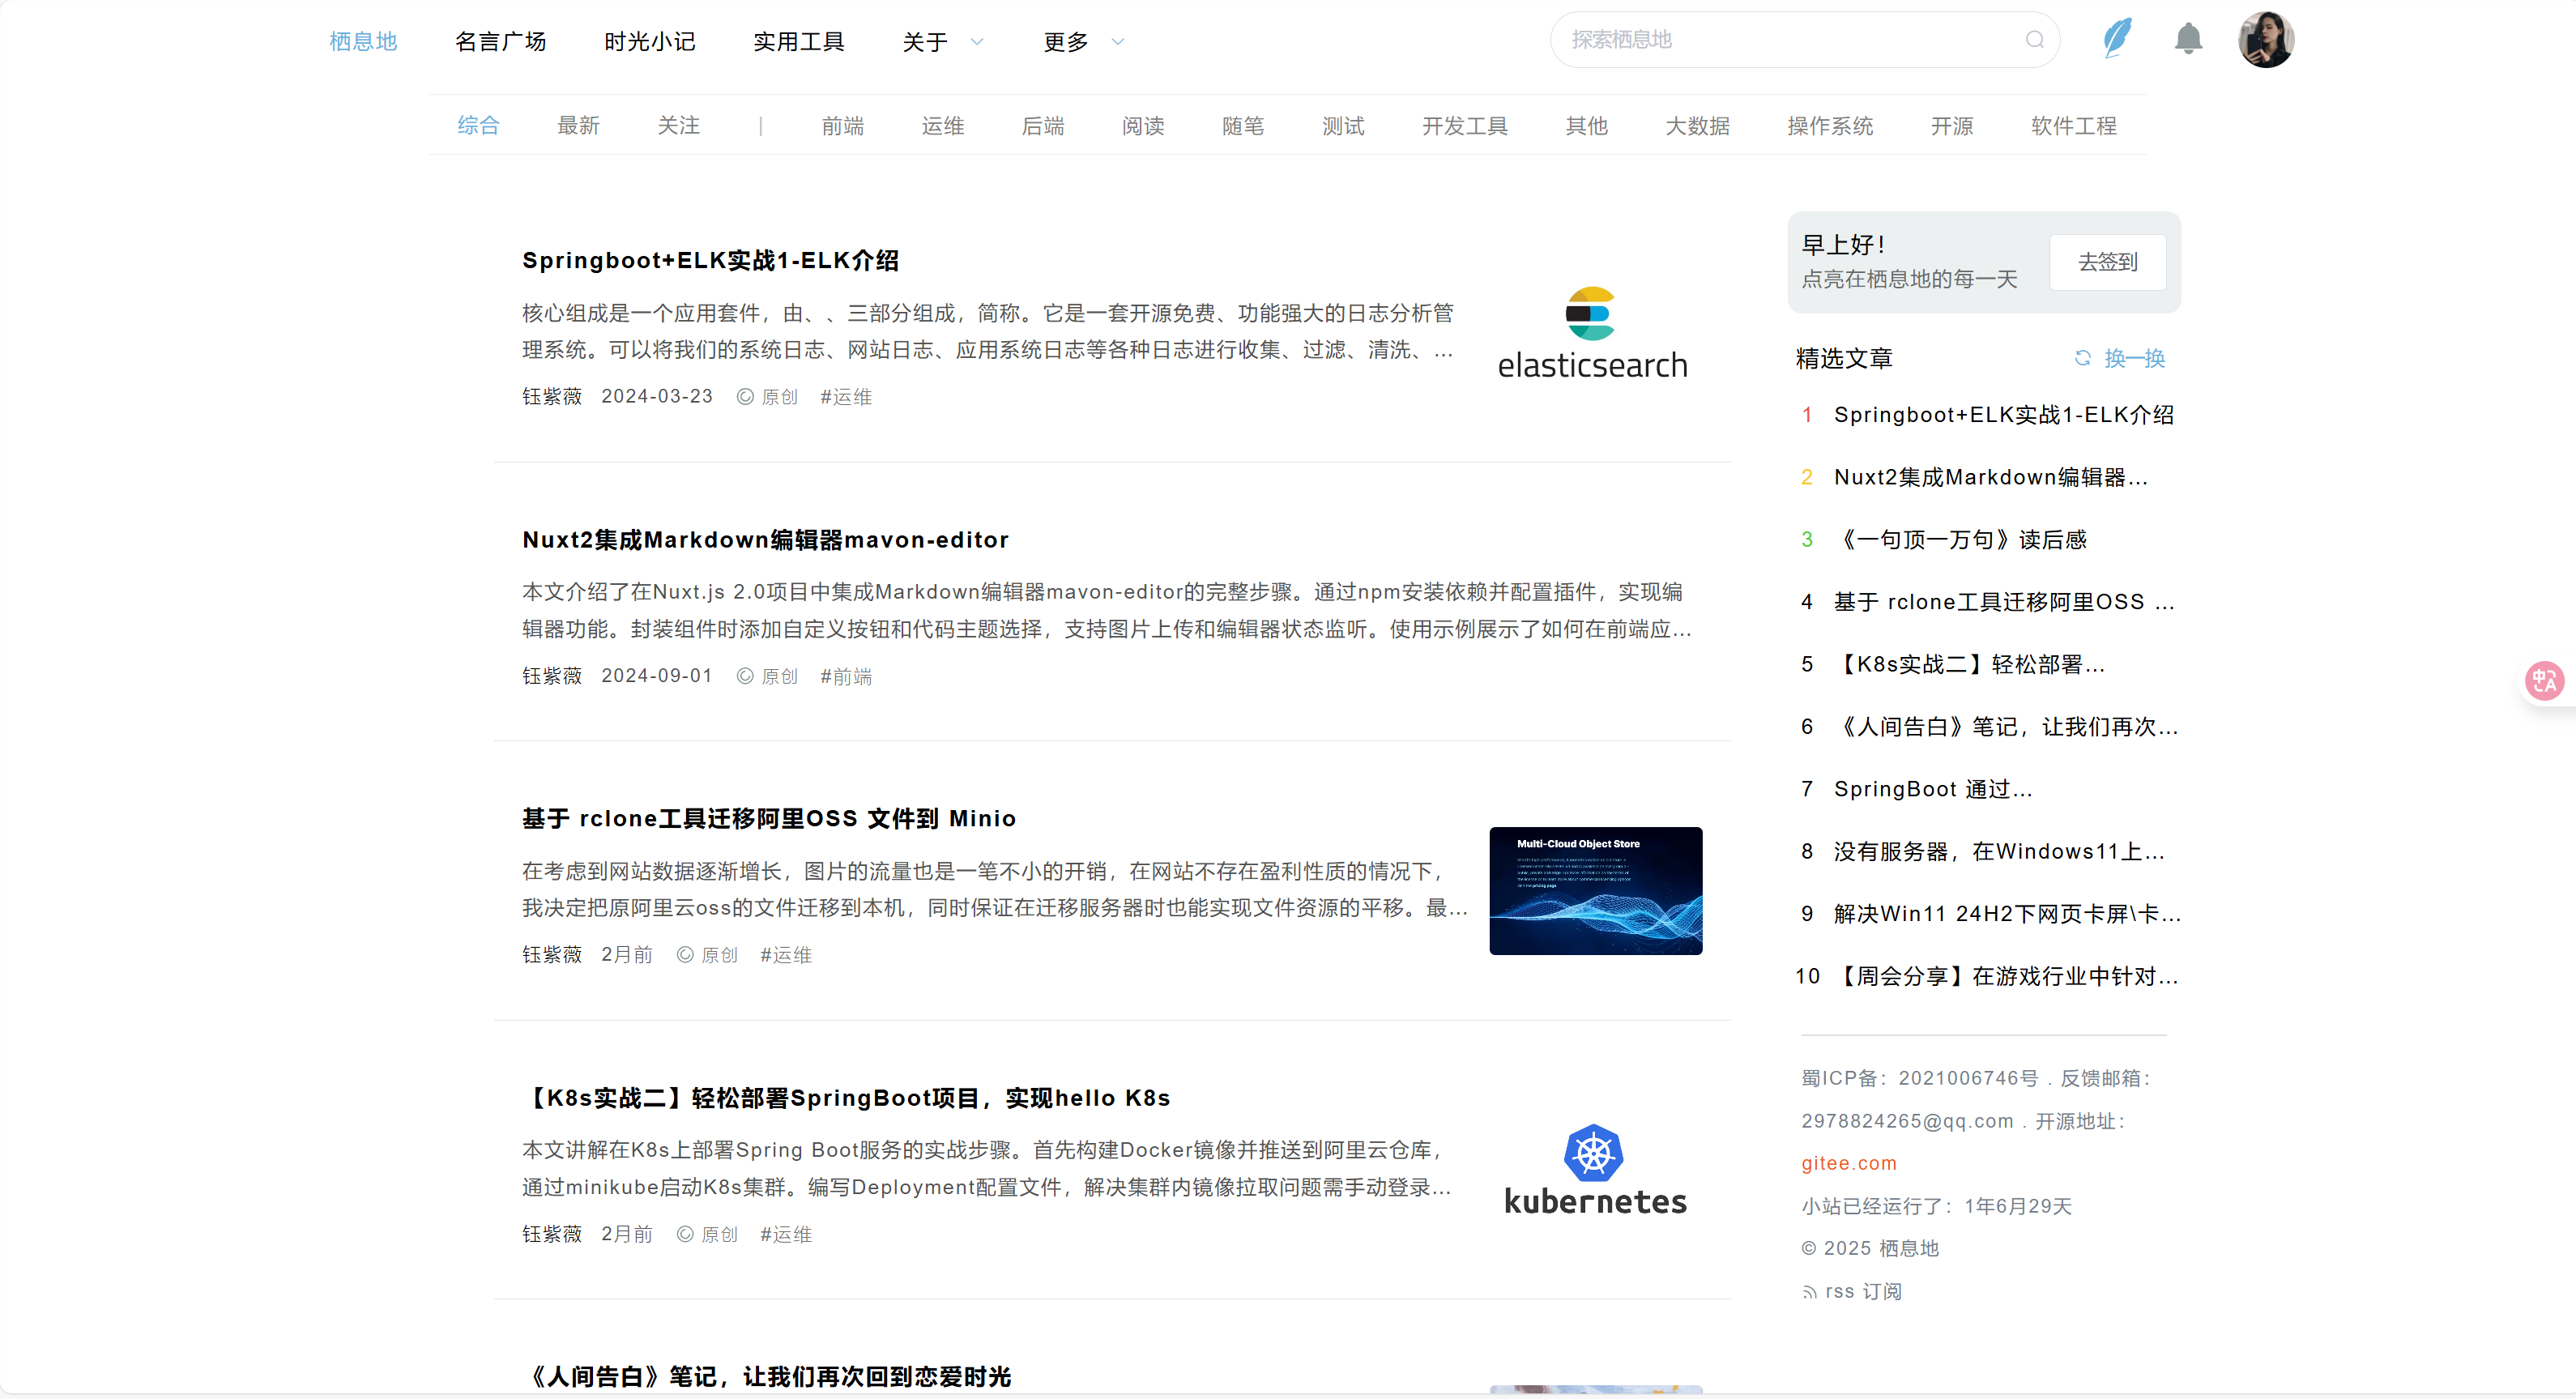 栖息地 名言广场 时光小记 实用工具 关于 更多 探索栖息地
综合 最新 关注 | 前端 运维 后端 阅读 随笔 测试 开发工具 其他 大数据 操作系统 开源 软件工程
Springboot+ELK实战1-ELK介绍
核心组成是一个应用套件，由、、三部分组成，简称。它是一套开源免费、功能强大的日志分析管
理系统。可以将我们的系统日志、网站日志、应用系统日志等各种日志进行收集、过滤、清洗、...
钰紫薇 2024-03-23 原创 #运维
elasticsearch
Nuxt2集成Markdown编辑器mavon-editor
本文介绍了在Nuxt.js 2.0项目中集成Markdown编辑器mavon-editor的完整步骤。通过npm安装依赖并配置插件，实现编
辑器功能。封装组件时添加自定义按钮和代码主题选择，支持图片上传和编辑器状态监听。使用示例展示了如何在前端应...
钰紫薇 2024-09-01 原创 #前端
基于 rclone工具迁移阿里OSS 文件到 Minio
在考虑到网站数据逐渐增长，图片的流量也是一笔不小的开销，在网站不存在盈利性质的情况下，
我决定把原阿里云oss的文件迁移到本机，同时保证在迁移服务器时也能实现文件资源的平移。最...
钰紫薇 2月前 原创 #运维
Multi-Cloud Object Store
【K8s实战二】轻松部署SpringBoot项目，实现hello K8s
本文讲解在K8s上部署Spring Boot服务的实战步骤。首先构建Docker镜像并推送到阿里云仓库，
通过minikube启动K8s集群。编写Deployment配置文件，解决集群内镜像拉取问题需手动登录...
钰紫薇 2月前 原创 #运维
kubernetes
《人间告白》笔记，让我们再次回到恋爱时光
早上好！
点亮在栖息地的每一天
去签到
精选文章 换一换
1 Springboot+ELK实战1-ELK介绍
2 Nuxt2集成Markdown编辑器...
3 《一句顶一万句》读后感
4 基于 rclone工具迁移阿里OSS ...
5 【K8s实战二】轻松部署...
6 《人间告白》笔记，让我们再次...
7 SpringBoot 通过...
8 没有服务器，在Windows11上...
9 解决Win11 24H2下网页卡屏\卡...
10 【周会分享】在游戏行业中针对...
蜀ICP备：2021006746号 . 反馈邮箱：
2978824265@qq.com . 开源地址：
gitee.com
小站已经运行了：1年6月29天
© 2025 栖息地
rss 订阅
中A